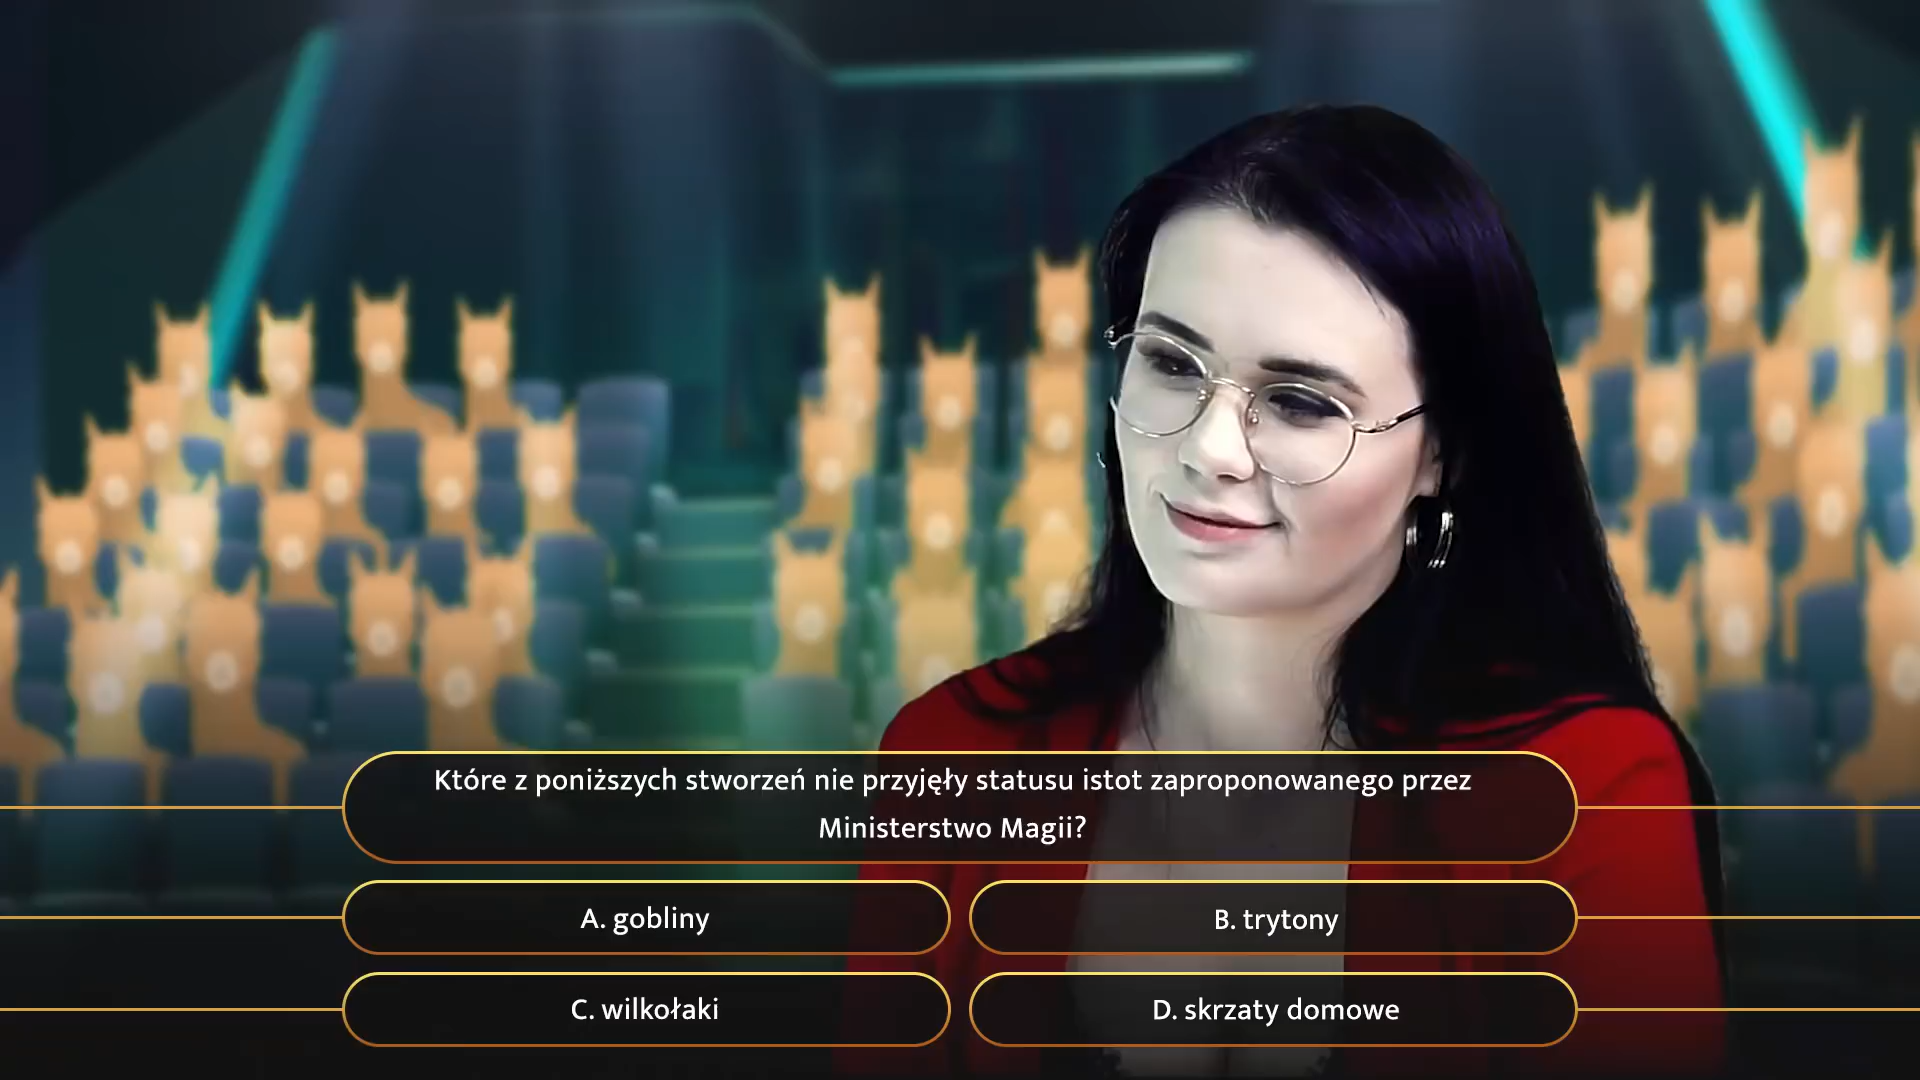 Które z poniższych stworzeń nie przyjęły statusu istot zaproponowanego przez
Ministerstwo Magii?
A. gobliny
B. trytony
C. wilkołaki
D. skrzaty domowe